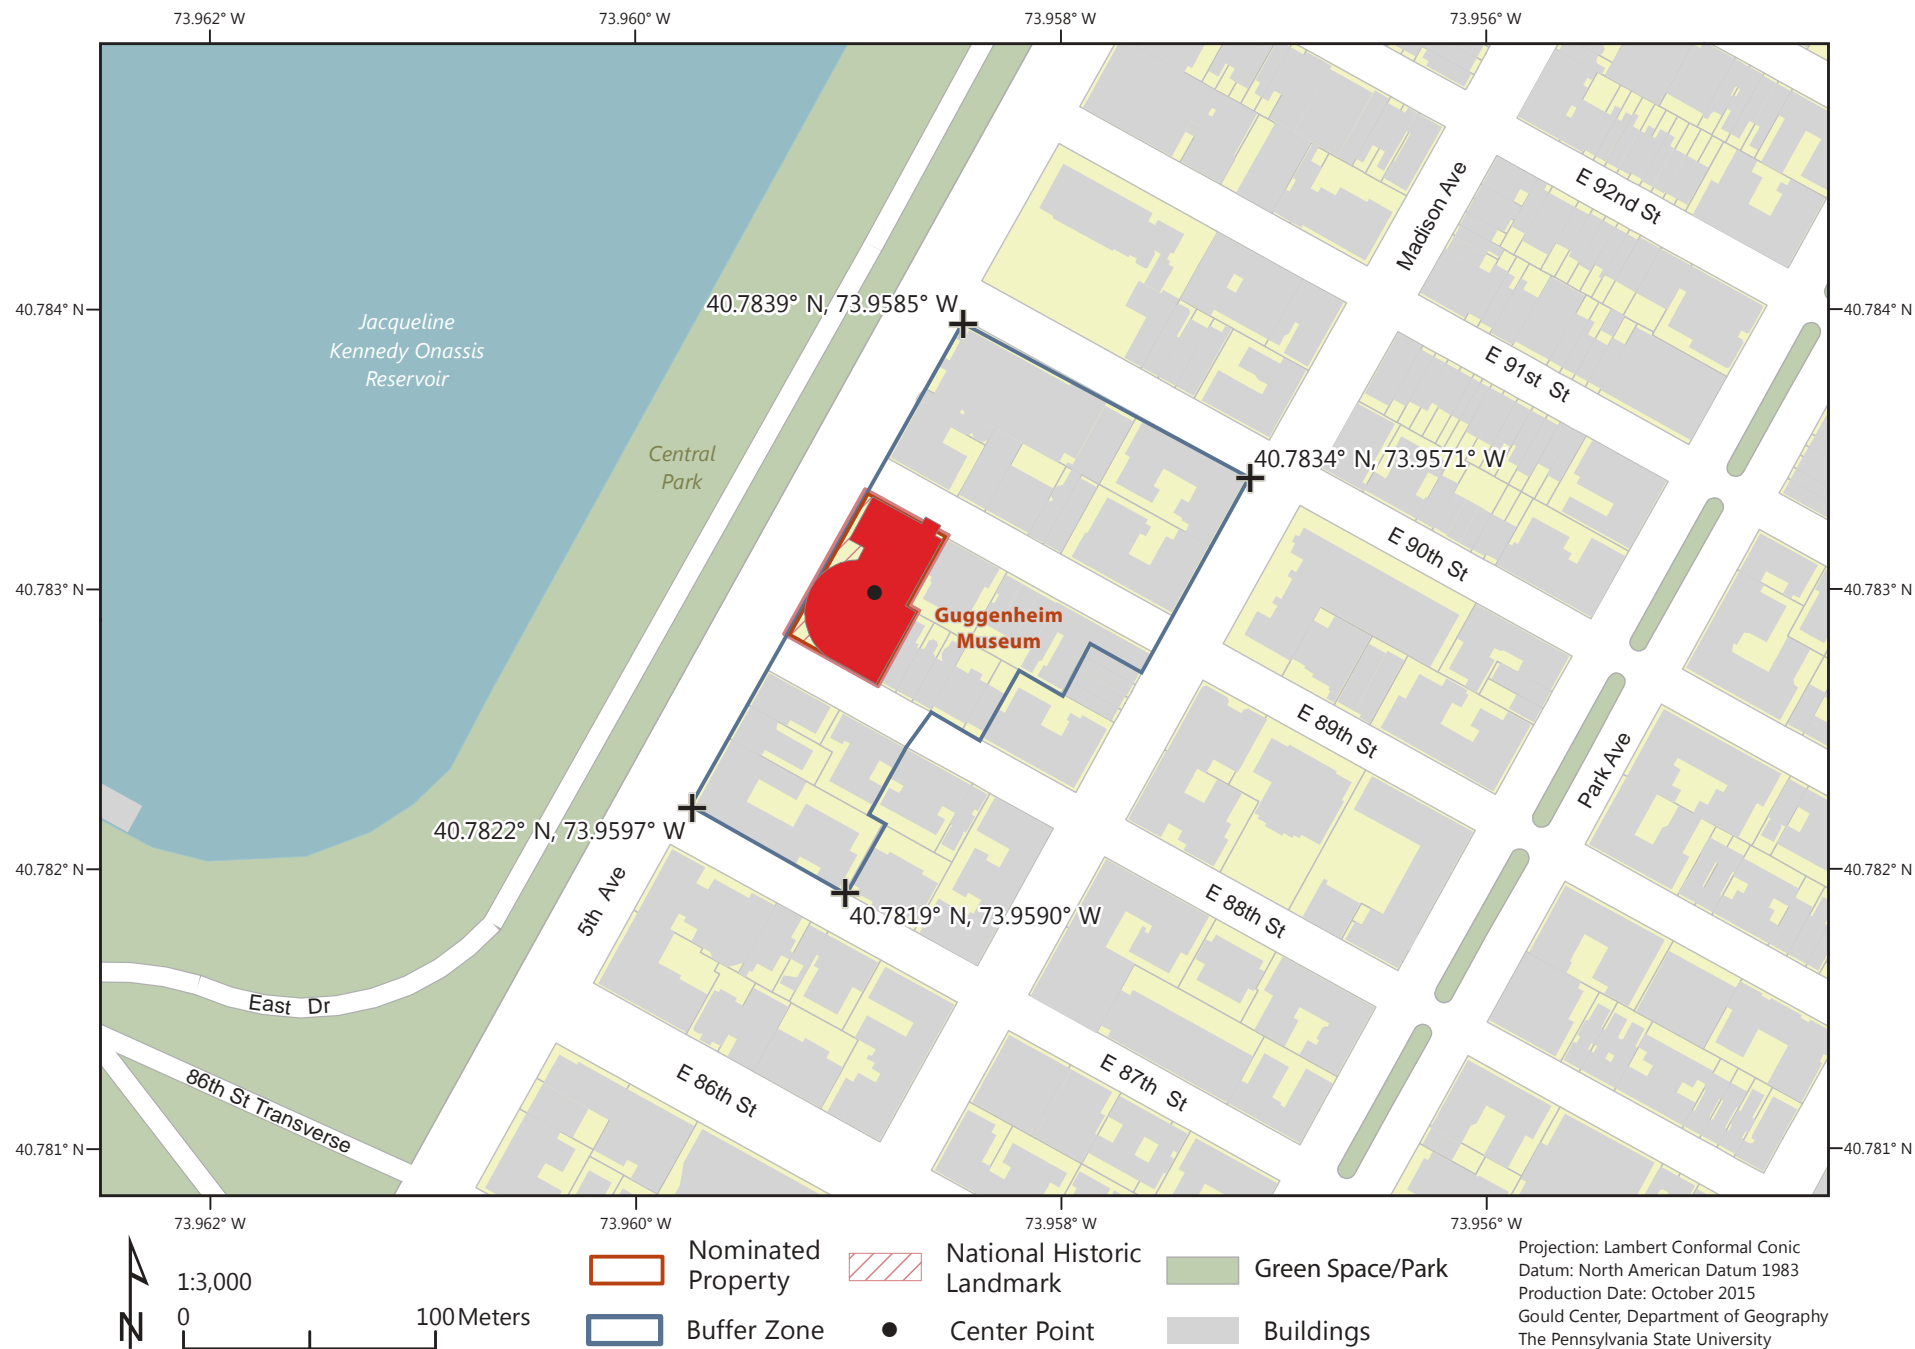 73.962° W
73.960° W
73.958° W
73.956° W
E 92nd St
Madison Ave
40.784° N
40.7839° N, 73.9585° W
40.784° N
Jacqueline
Kennedy Onassis
Reservoir
E 91st St
Central
Park
40.7834° N, 73.9571° W
E 90th St
40.783° N
40.783° N
Guggenheim
Museum
E 89th St
Park Ave
40.7822° N, 73.9597° W
40.782° N
40.782° N
5th Ave
40.7819° N, 73.9590° W
E 88th St
East Dr
E 86th St
E 87th St
86th St Transverse
40.781° N
40.781° N
73.962° W
73.960° W
73.958° W
73.956° W
N
1:3,000
0
100 Meters
Nominated
Property
Buffer Zone
National Historic
Landmark
Center Point
Green Space/Park
Buildings
Projection: Lambert Conformal Conic
Datum: North American Datum 1983
Production Date: October 2015
Gould Center, Department of Geography
The Pennsylvania State University